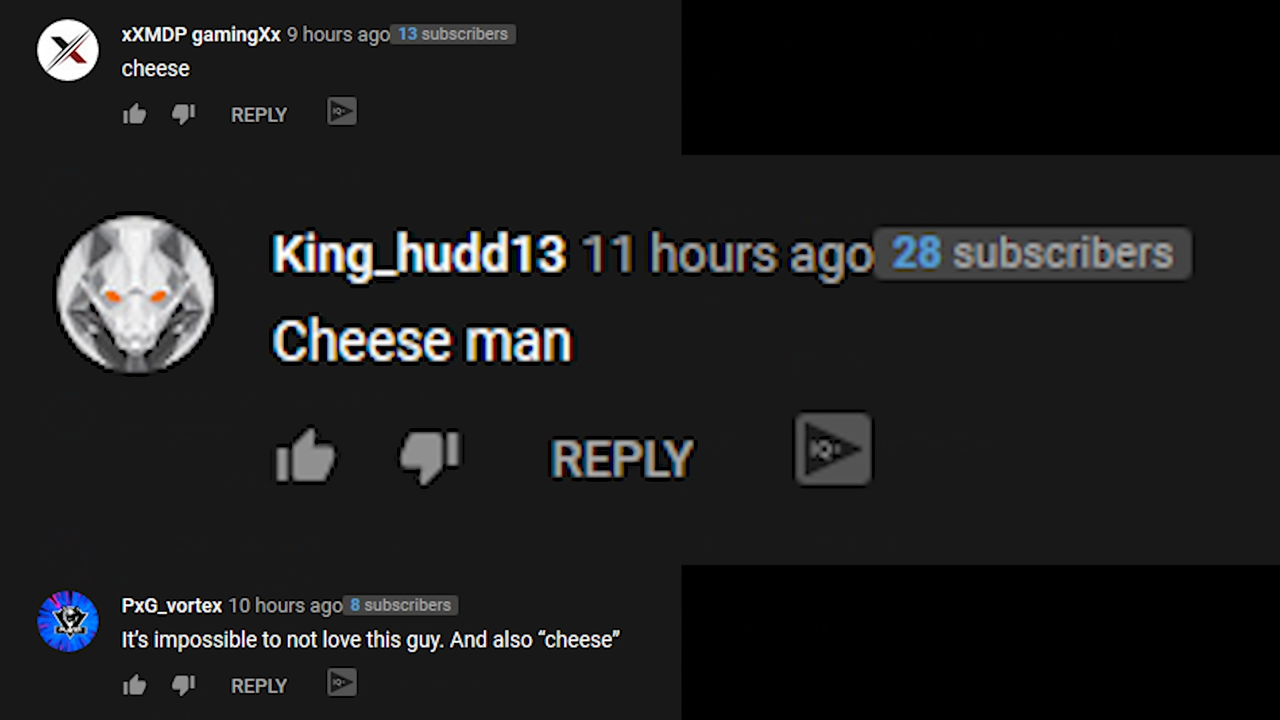 xXMDP gamingXx 9 hours ago 13 subscribers
cheese
REPLY
King_hudd13 11 hours ago 28 subscribers
Cheese man
REPLY
PxG_vortex 10 hours ago 8 subscribers
It's impossible to not love this guy. And also “cheese”
REPLY